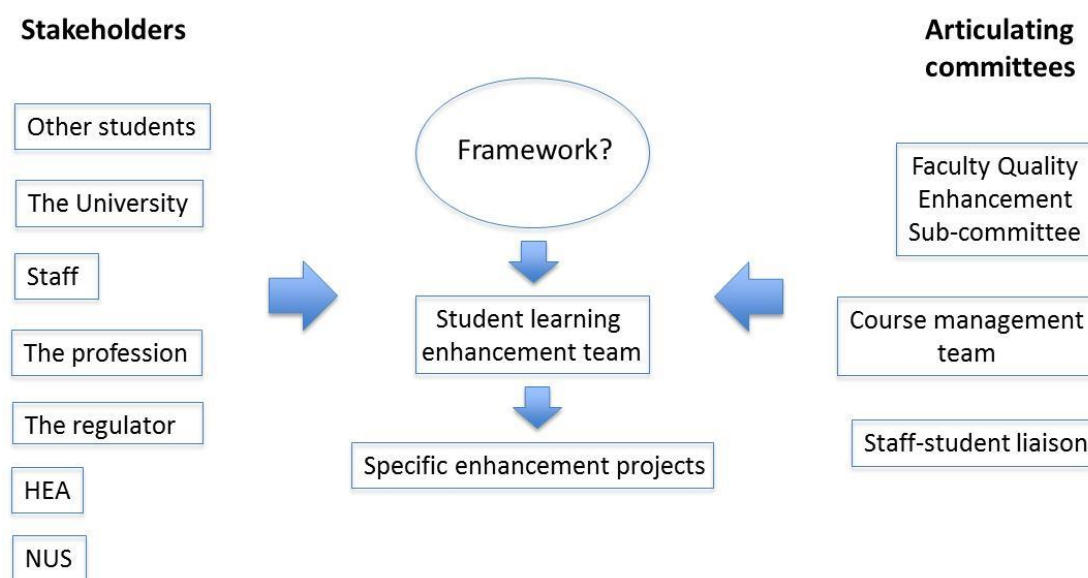 Stakeholders
Other students
The University
Staff
The profession
The regulator
HEA
NUS
Framework?
Student learning
enhancement team
Specific enhancement projects
Articulating
committees
Faculty Quality
Enhancement
Sub-committee
Course management
team
Staff-student liaison